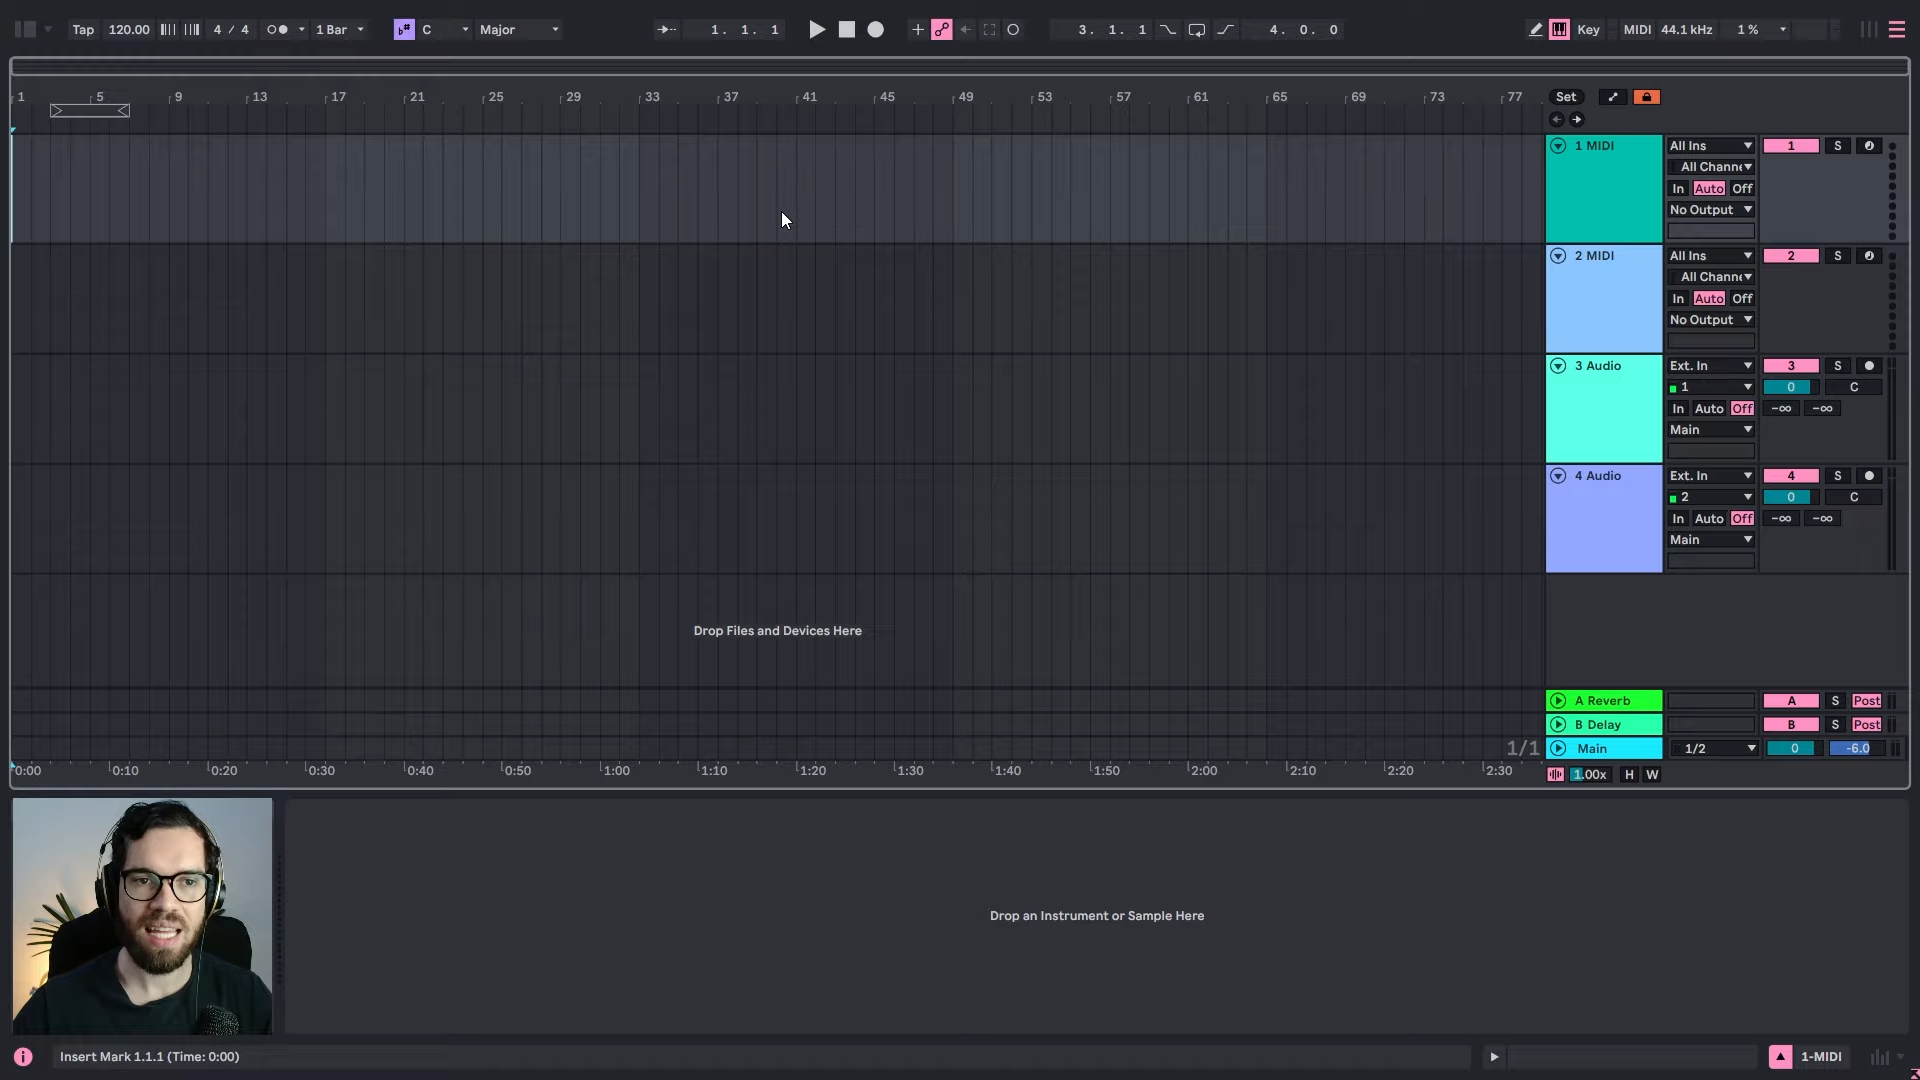 Tap 120.00 4 / 4 1 Bar C Major 1. 1. 1 3. 1. 1 4. 0. 0 Key MIDI 44.1 kHz 1 %
1 5 9 13 17 21 25 29 33 37 41 45 49 53 57 61 65 69 73 77 Set
1 MIDI All Ins 1 S
All Channe
In Auto Off
No Output
2 MIDI All Ins 2 S
All Channe
In Auto Off
No Output
3 Audio Ext. In 3 S
1 0 C
In Auto Off -∞ -∞
Main
4 Audio Ext. In 4 S
2 0 C
In Auto Off -∞ -∞
Main
Drop Files and Devices Here
A Reverb A S Post
B Delay B S Post
1/1 Main 1/2 0 -6.0
0:00 0:10 0:20 0:30 0:40 0:50 1:00 1:10 1:20 1:30 1:40 1:50 2:00 2:10 2:20 2:30 1.00x H W
Drop an Instrument or Sample Here
Insert Mark 1.1.1 (Time: 0:00) 1-MIDI